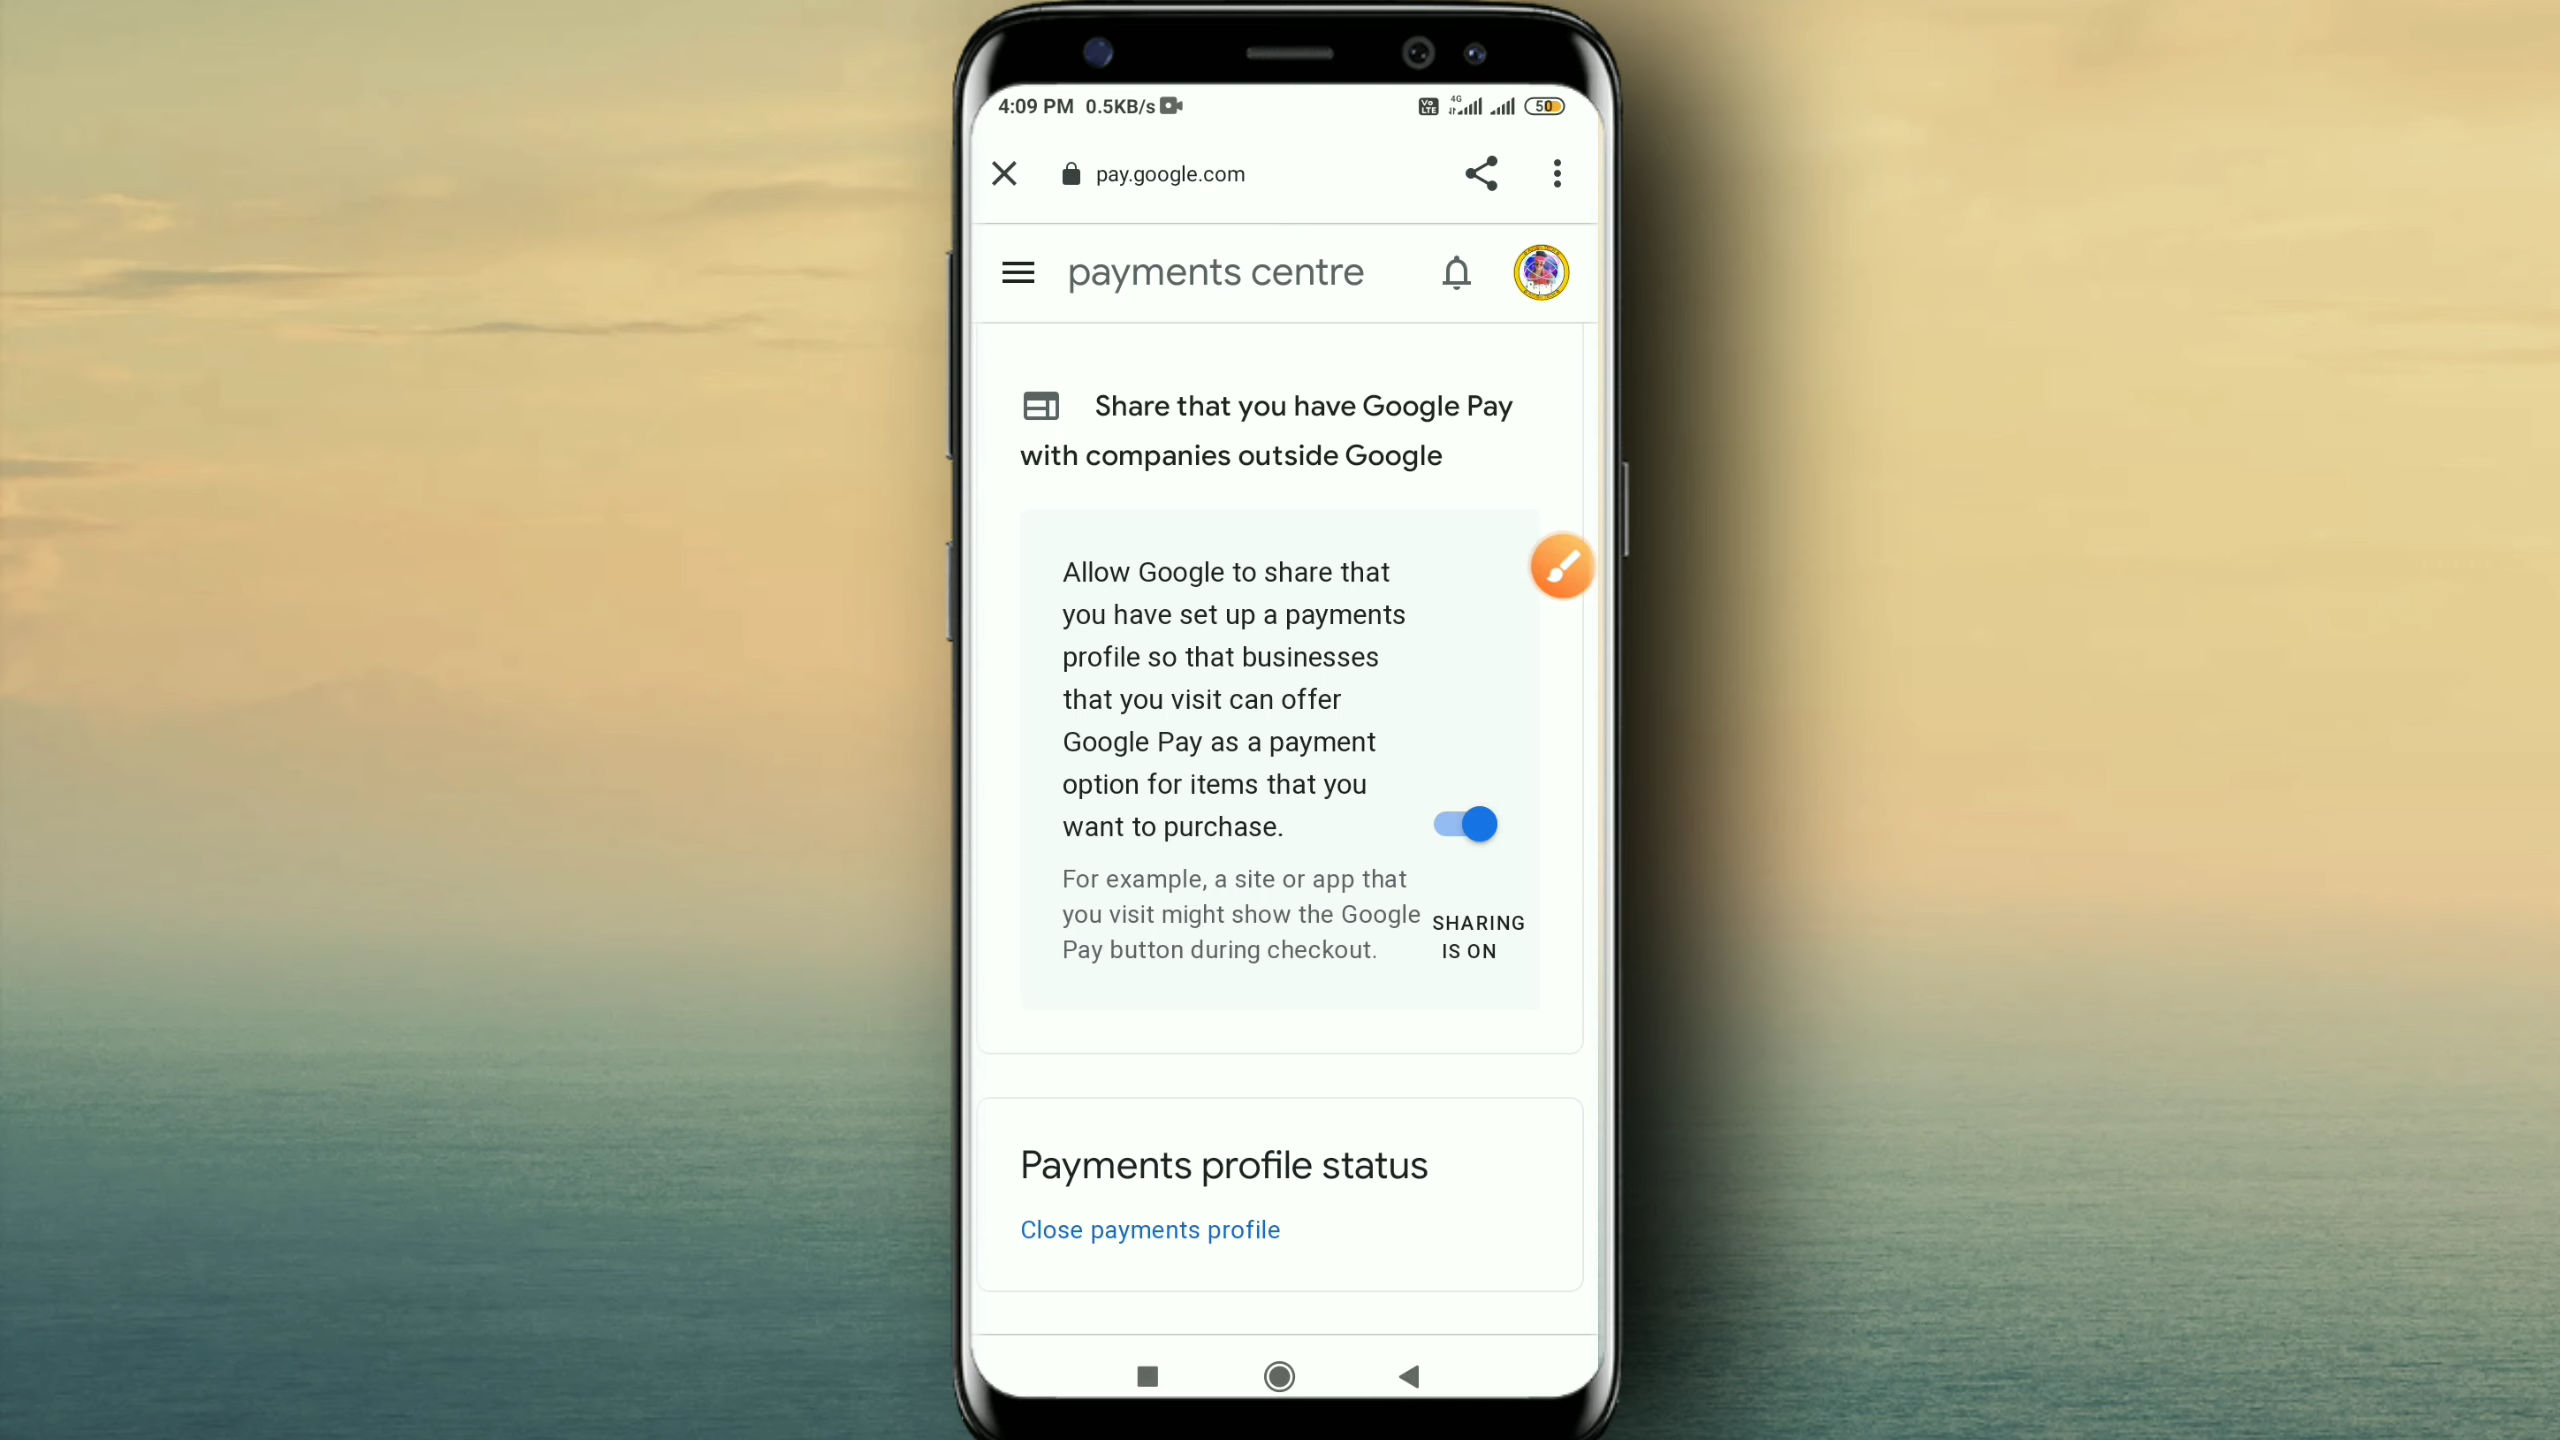 4:09 PM 0.5KB/s Vo LTE 4G 50
pay.google.com
payments centre
Share that you have Google Pay
with companies outside Google
Allow Google to share that
you have set up a payments
profile so that businesses
that you visit can offer
Google Pay as a payment
option for items that you
want to purchase.
For example, a site or app that
you visit might show the Google
Pay button during checkout.
SHARING
IS ON
Payments profile status
Close payments profile